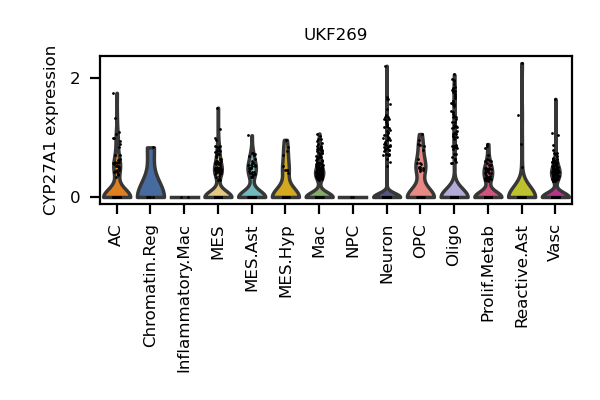 UKF269
CYP27A1 expression
2
0
AC
Chromatin.Reg
Inflammatory.Mac
MES
MES.Ast
MES.Hyp
Mac
NPC
Neuron
OPC
Oligo
Prolif.Metab
Reactive.Ast
Vasc